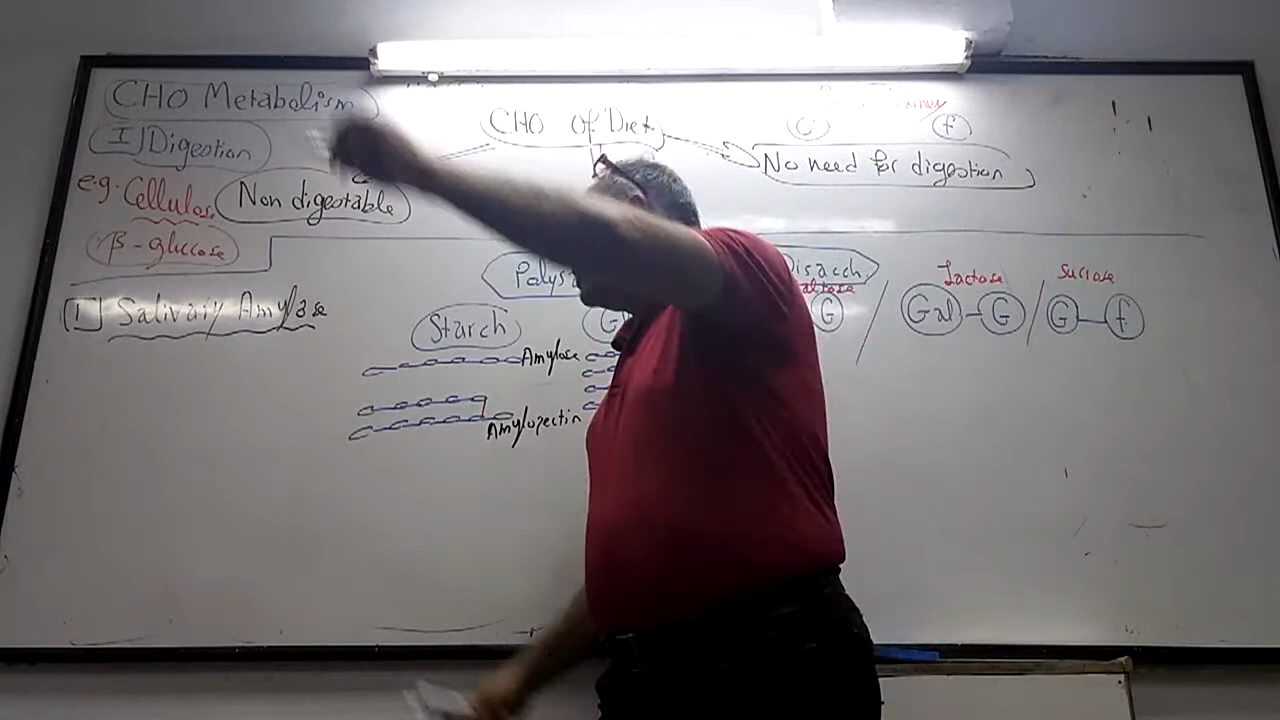 CHO Metabolism
I) Digestion
CHO of Diet
G f
No need for digestion
e.g. Cellulose
Non digestable
β - glucose
Disacch.
Lactose Sucrose
1 Salivary Amylase
Starch
G / Gal - G / G - f
Amylose
Amylopectin